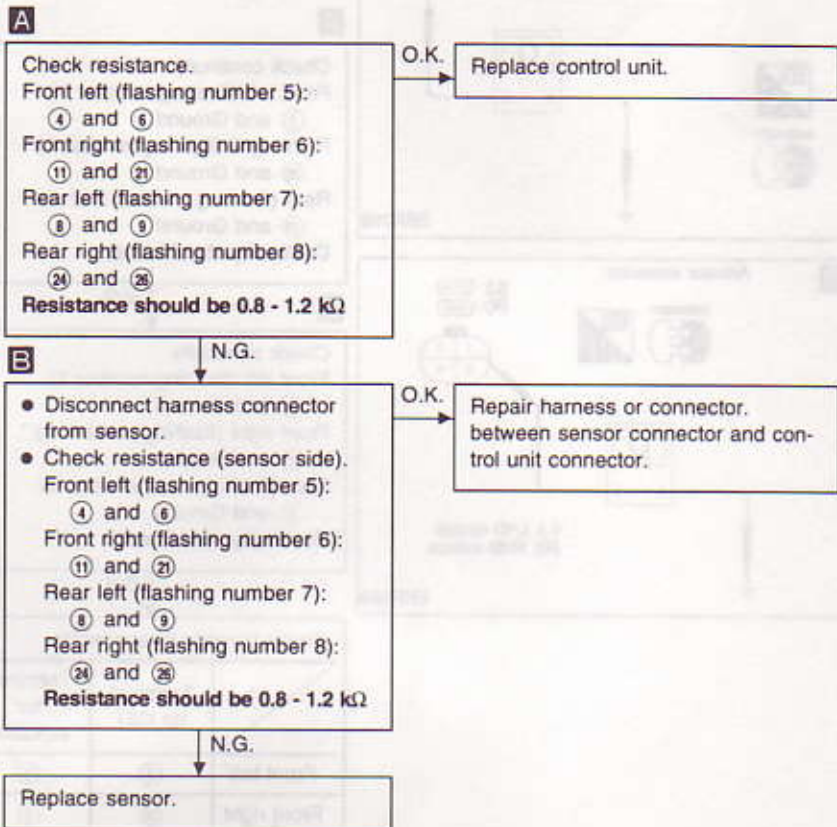 A
Check resistance.
Front left (flashing number 5):
④ and ⑥
Front right (flashing number 6):
⑪ and ㉑
Rear left (flashing number 7):
⑧ and ⑨
Rear right (flashing number 8):
㉔ and ㉖
Resistance should be 0.8 - 1.2 kΩ
O.K.
Replace control unit.
N.G.
B
● Disconnect harness connector
from sensor.
● Check resistance (sensor side).
Front left (flashing number 5):
④ and ⑥
Front right (flashing number 6):
⑪ and ㉑
Rear left (flashing number 7):
⑧ and ⑨
Rear right (flashing number 8):
㉔ and ㉖
Resistance should be 0.8 - 1.2 kΩ
O.K.
Repair harness or connector.
between sensor connector and con-
trol unit connector.
N.G.
Replace sensor.